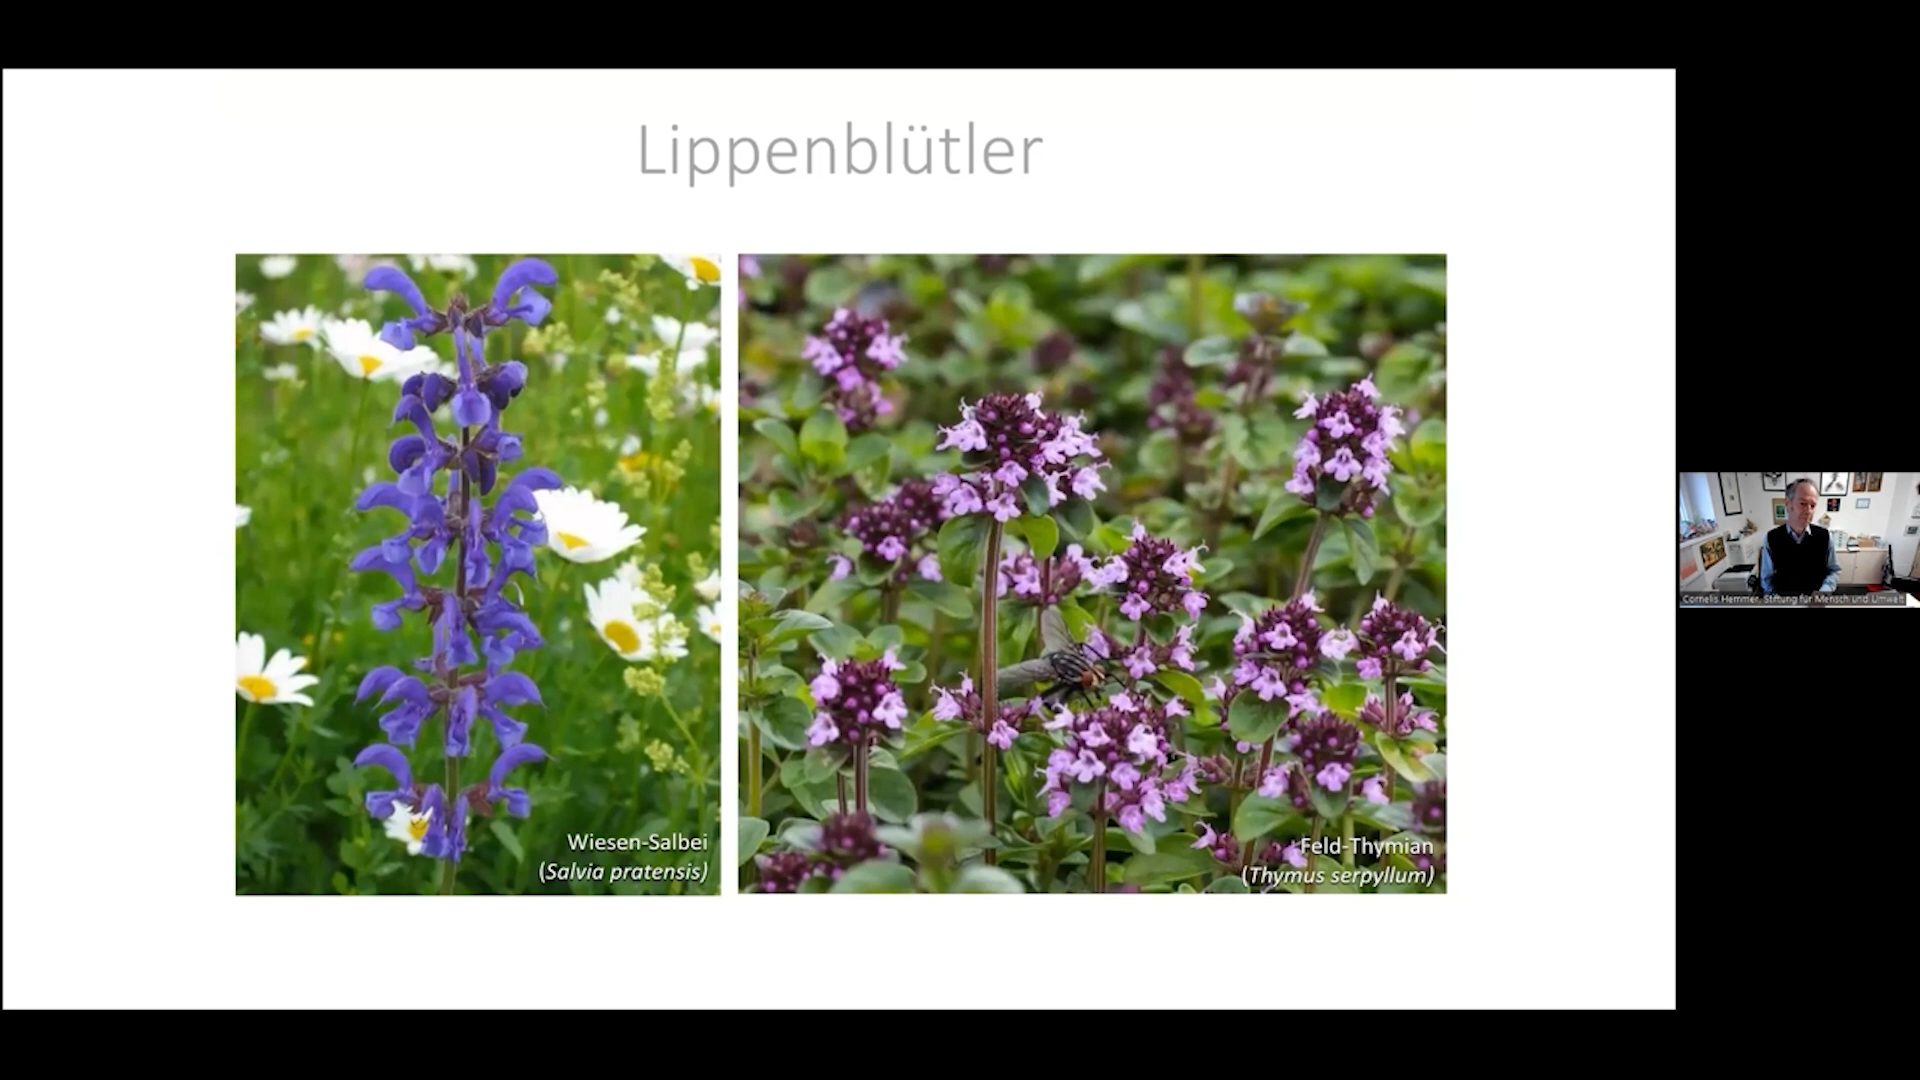 Lippenblütler
Wiesen-Salbei
(Salvia pratensis)
Feld-Thymian
(Thymus serpyllum)
Cornelis Hemmer, Stiftung für Mensch und Umwelt